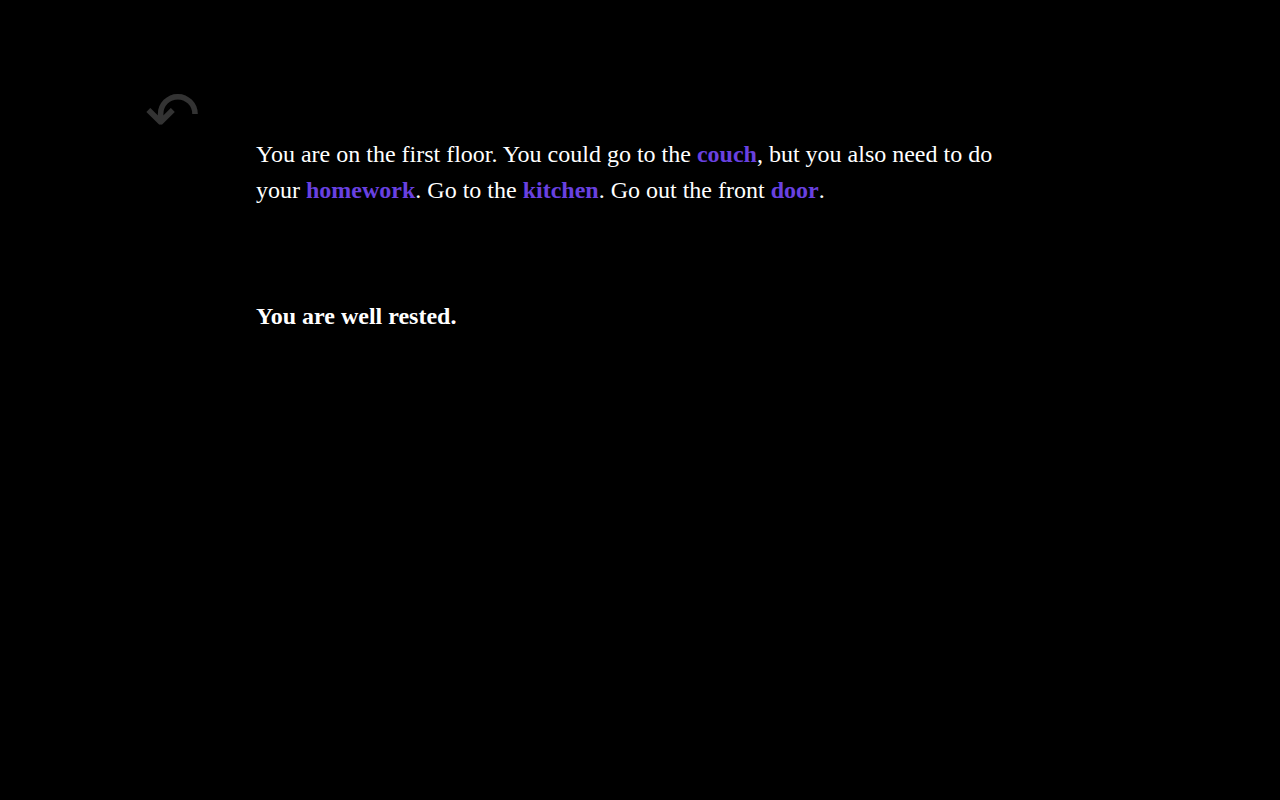 You are on the first floor. You could go to the couch, but you also need to do
your homework. Go to the kitchen. Go out the front door.
You are well rested.